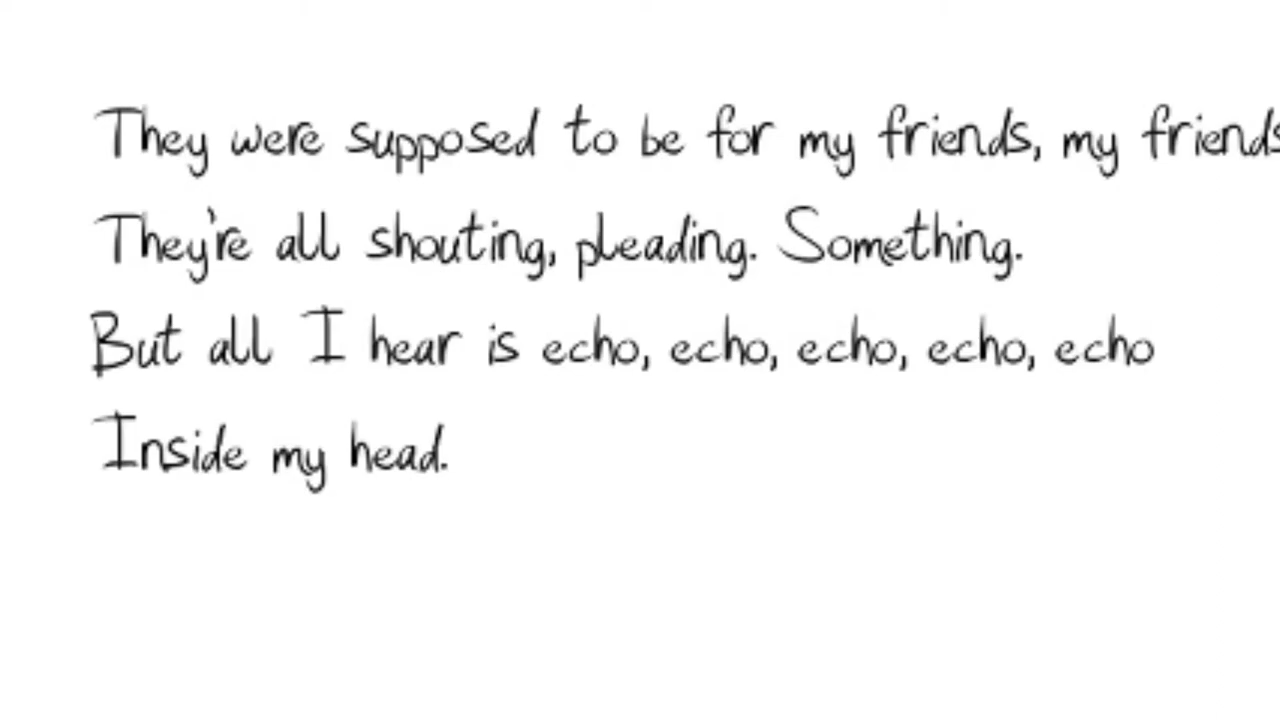 They were supposed to be for my friends, my friends
They're all shouting, pleading. Something.
But all I hear is echo, echo, echo, echo, echo
Inside my head.